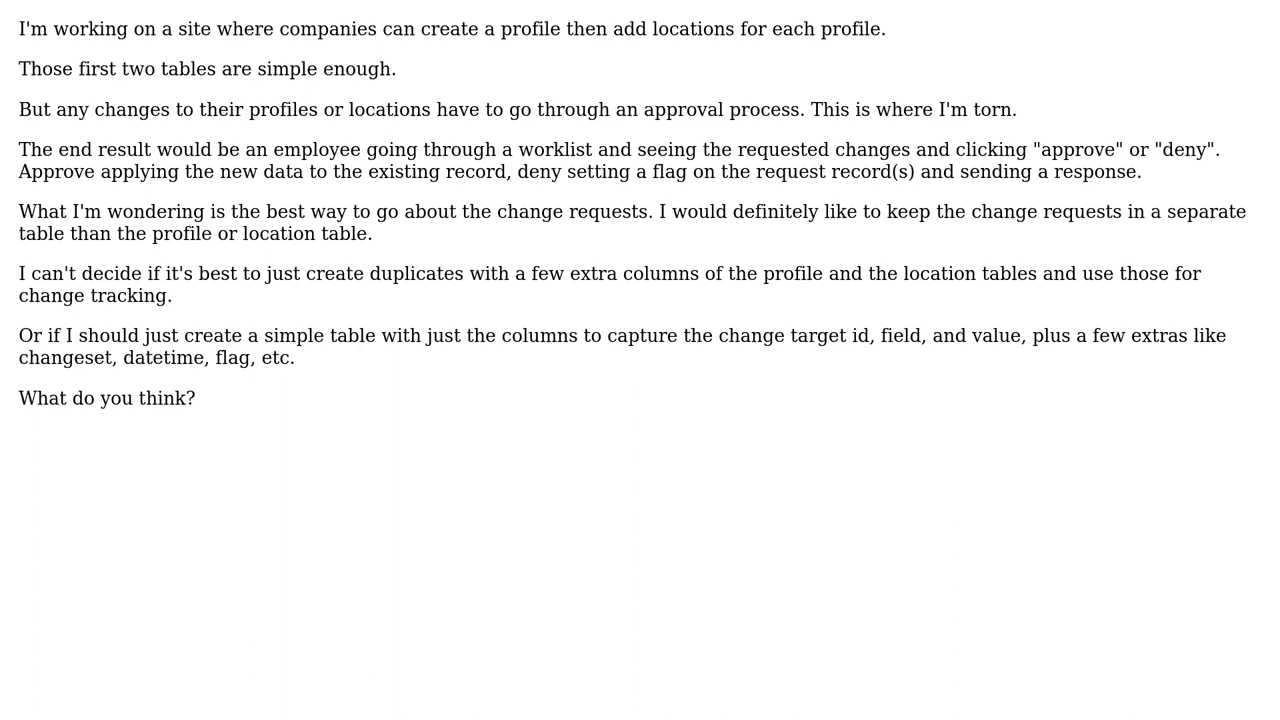 I'm working on a site where companies can create a profile then add locations for each profile.
Those first two tables are simple enough.
But any changes to their profiles or locations have to go through an approval process. This is where I'm torn.
The end result would be an employee going through a worklist and seeing the requested changes and clicking "approve" or "deny".
Approve applying the new data to the existing record, deny setting a flag on the request record(s) and sending a response.
What I'm wondering is the best way to go about the change requests. I would definitely like to keep the change requests in a separate
table than the profile or location table.
I can't decide if it's best to just create duplicates with a few extra columns of the profile and the location tables and use those for
change tracking.
Or if I should just create a simple table with just the columns to capture the change target id, field, and value, plus a few extras like
changeset, datetime, flag, etc.
What do you think?